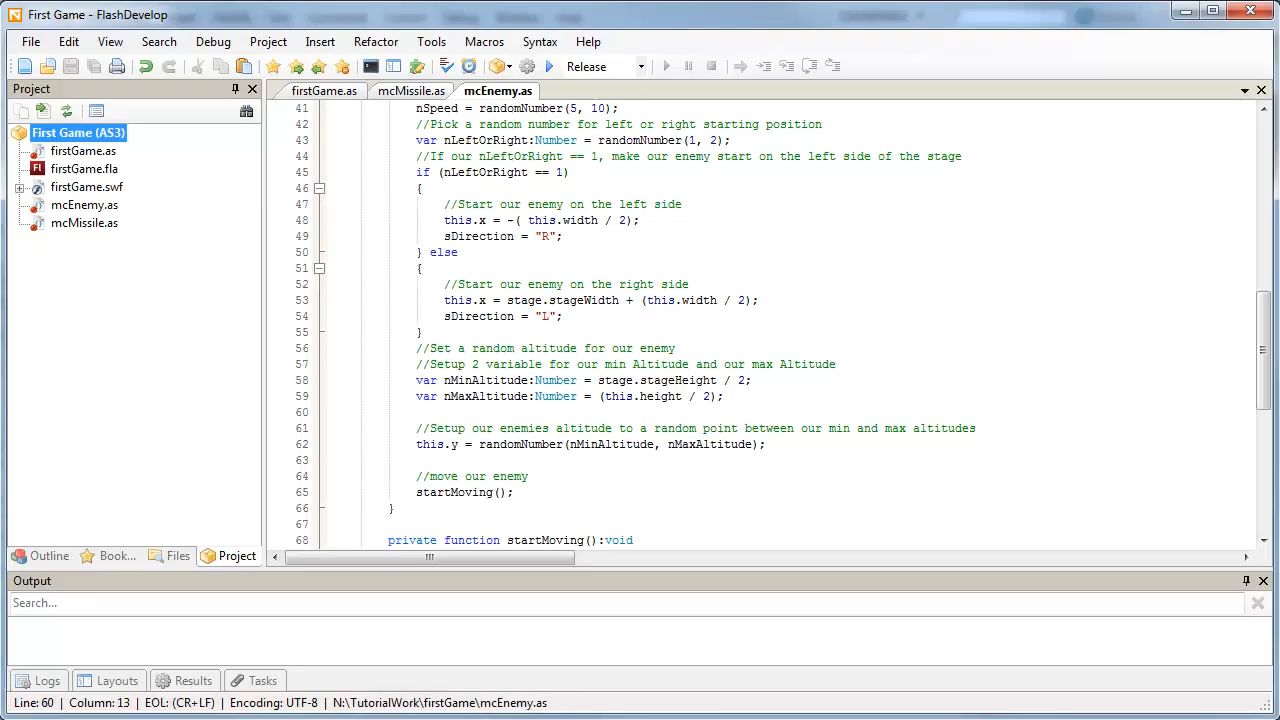 First Game - FlashDevelop
File Edit View Search Debug Project Insert Refactor Tools Macros Syntax Help
Release
Project
firstGame.as mcMissile.as mcEnemy.as
First Game (AS3)
firstGame.as
firstGame.fla
firstGame.swf
mcEnemy.as
mcMissile.as
41 nSpeed = randomNumber(5, 10);
42 //Pick a random number for left or right starting position
43 var nLeftOrRight:Number = randomNumber(1, 2);
44 //If our nLeftOrRight == 1, make our enemy start on the left side of the stage
45 if (nLeftOrRight == 1)
46 {
47 //Start our enemy on the left side
48 this.x = -( this.width / 2);
49 sDirection = "R";
50 } else
51 {
52 //Start our enemy on the right side
53 this.x = stage.stageWidth + (this.width / 2);
54 sDirection = "L";
55 }
56 //Set a random altitude for our enemy
57 //Setup 2 variable for our min Altitude and our max Altitude
58 var nMinAltitude:Number = stage.stageHeight / 2;
59 var nMaxAltitude:Number = (this.height / 2);
60
61 //Setup our enemies altitude to a random point between our min and max altitudes
62 this.y = randomNumber(nMinAltitude, nMaxAltitude);
63
64 //move our enemy
65 startMoving();
66 }
67
68 private function startMoving():void
Outline Book... Files Project
Output
Search...
Logs Layouts Results Tasks
Line: 60 | Column: 13 | EOL: (CR+LF) | Encoding: UTF-8 | N:\TutorialWork\firstGame\mcEnemy.as